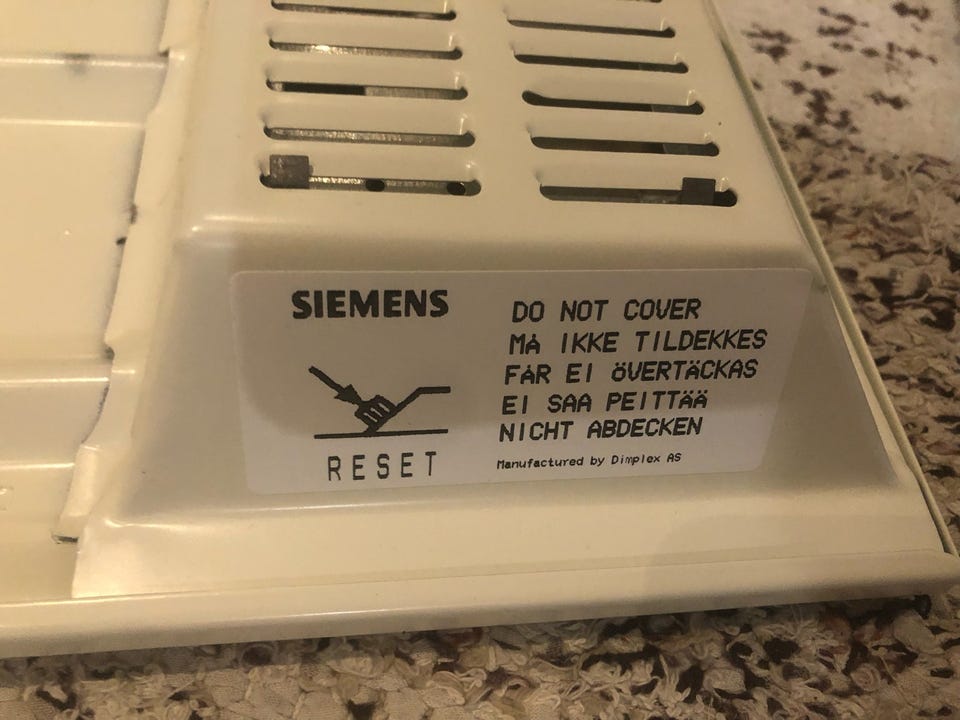 SIEMENS
RESET
DO NOT COVER
MÅ IKKE TILDEKKES
FÅR EJ ÖVERTÄCKAS
EI SAA PEITTÄÄ
NICHT ABDECKEN
Manufactured by Dimplex AS